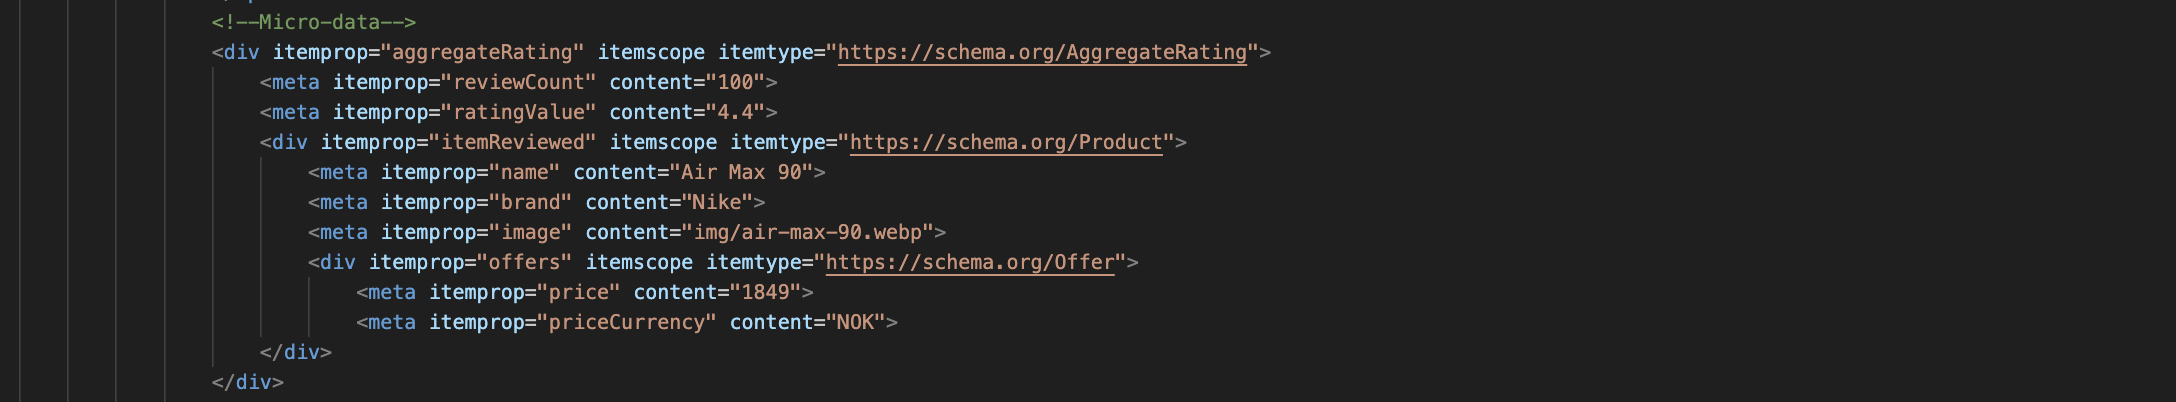 <!--Micro-data-->
<div itemprop="aggregateRating" itemscope itemtype="https://schema.org/AggregateRating">
<meta itemprop="reviewCount" content="100">
<meta itemprop="ratingValue" content="4.4">
<div itemprop="itemReviewed" itemscope itemtype="https://schema.org/Product">
<meta itemprop="name" content="Air Max 90">
<meta itemprop="brand" content="Nike">
<meta itemprop="image" content="img/air-max-90.webp">
<div itemprop="offers" itemscope itemtype="https://schema.org/Offer">
<meta itemprop="price" content="1849">
<meta itemprop="priceCurrency" content="NOK">
</div>
</div>